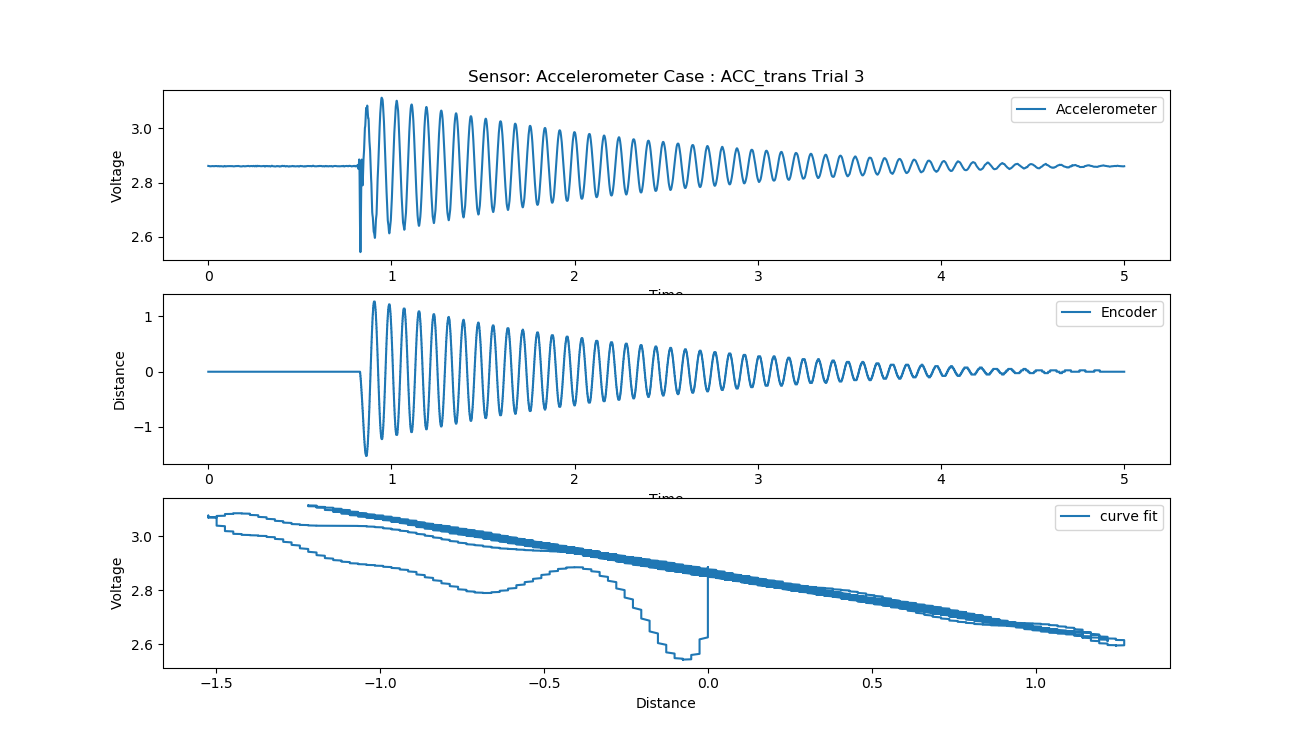 Sensor: Accelerometer Case : ACC_trans Trial 3
Accelerometer
Voltage
3.0
2.8
2.6
0 1 2 3 4 5
Time
Encoder
Distance
1
0
−1
0 1 2 3 4 5
Time
curve fit
Voltage
3.0
2.8
2.6
−1.5 −1.0 −0.5 0.0 0.5 1.0
Distance